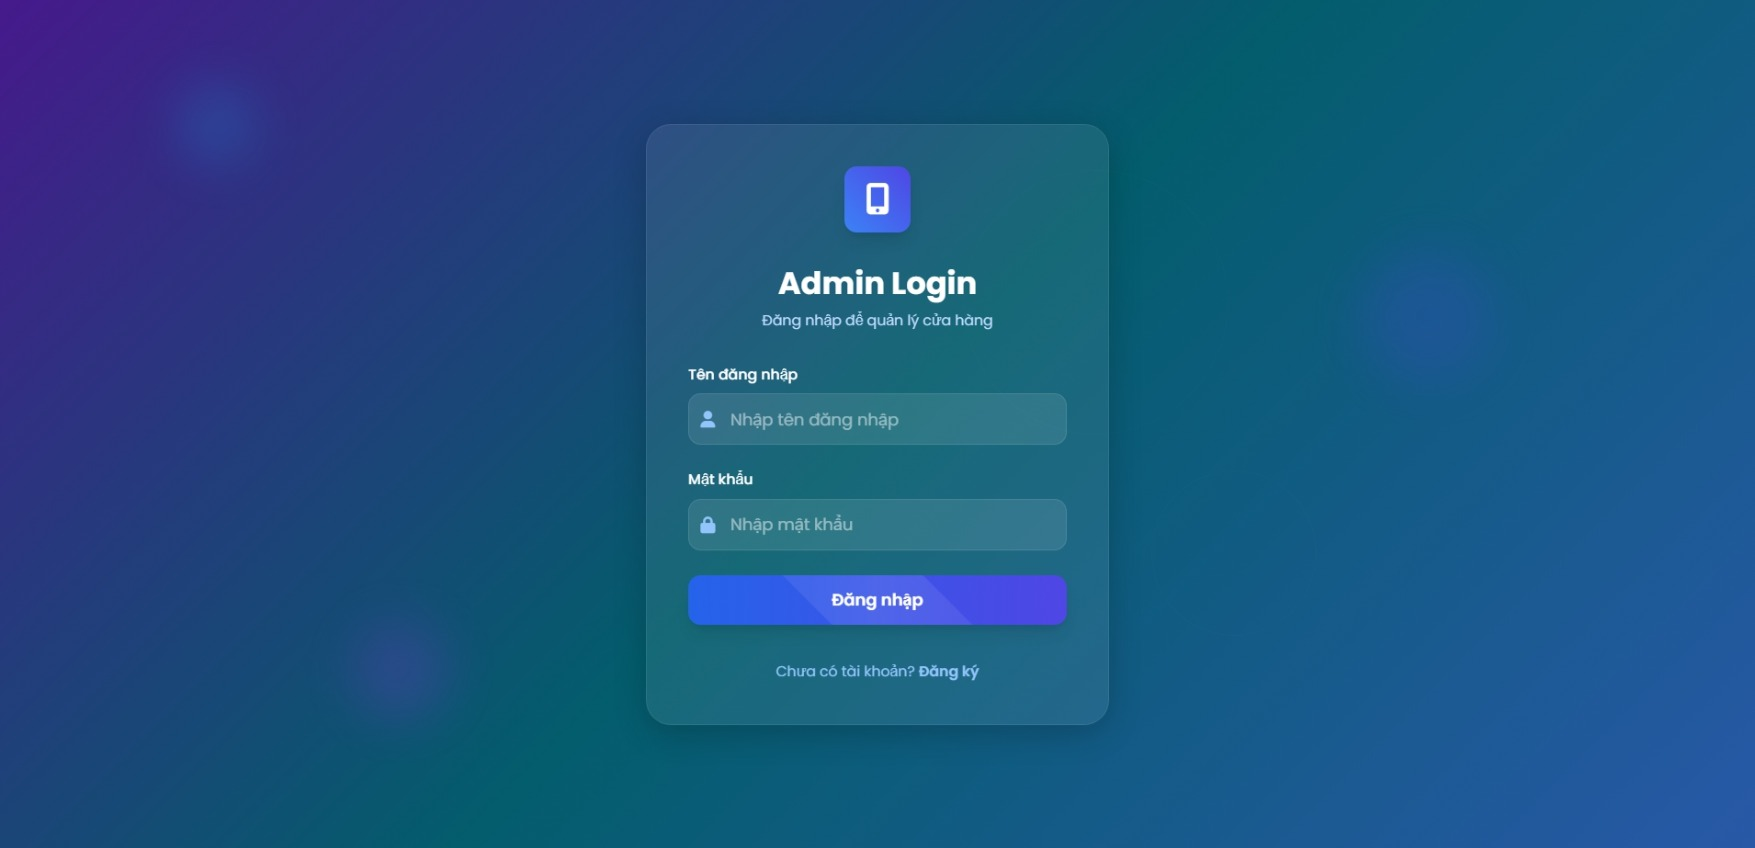 Admin Login
Đăng nhập để quản lý cửa hàng
Tên đăng nhập
Nhập tên đăng nhập
Mật khẩu
Nhập mật khẩu
Đăng nhập
Chưa có tài khoản? Đăng ký